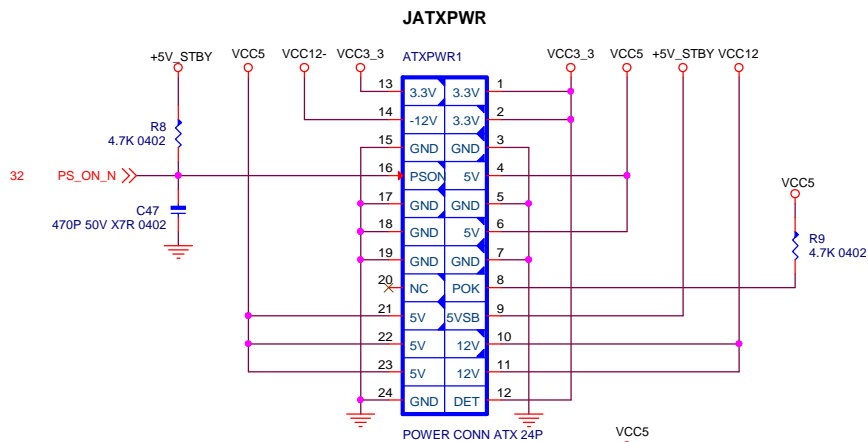 JATXPWR
+5V_STBY VCC5 VCC12- VCC3_3 ATXPWR1 VCC3_3 VCC5 +5V_STBY VCC12
13 3.3V 3.3V 1
14 -12V 3.3V 2
R8
4.7K 0402
15 GND GND 3
32 PS_ON_N 16 PSON 5V 4
VCC5
17 GND GND 5
C47
470P 50V X7R 0402
18 GND 5V 6
R9
4.7K 0402
19 GND GND 7
20 NC POK 8
21 5V 5VSB 9
22 5V 12V 10
23 5V 12V 11
24 GND DET 12
POWER CONN ATX 24P
VCC5